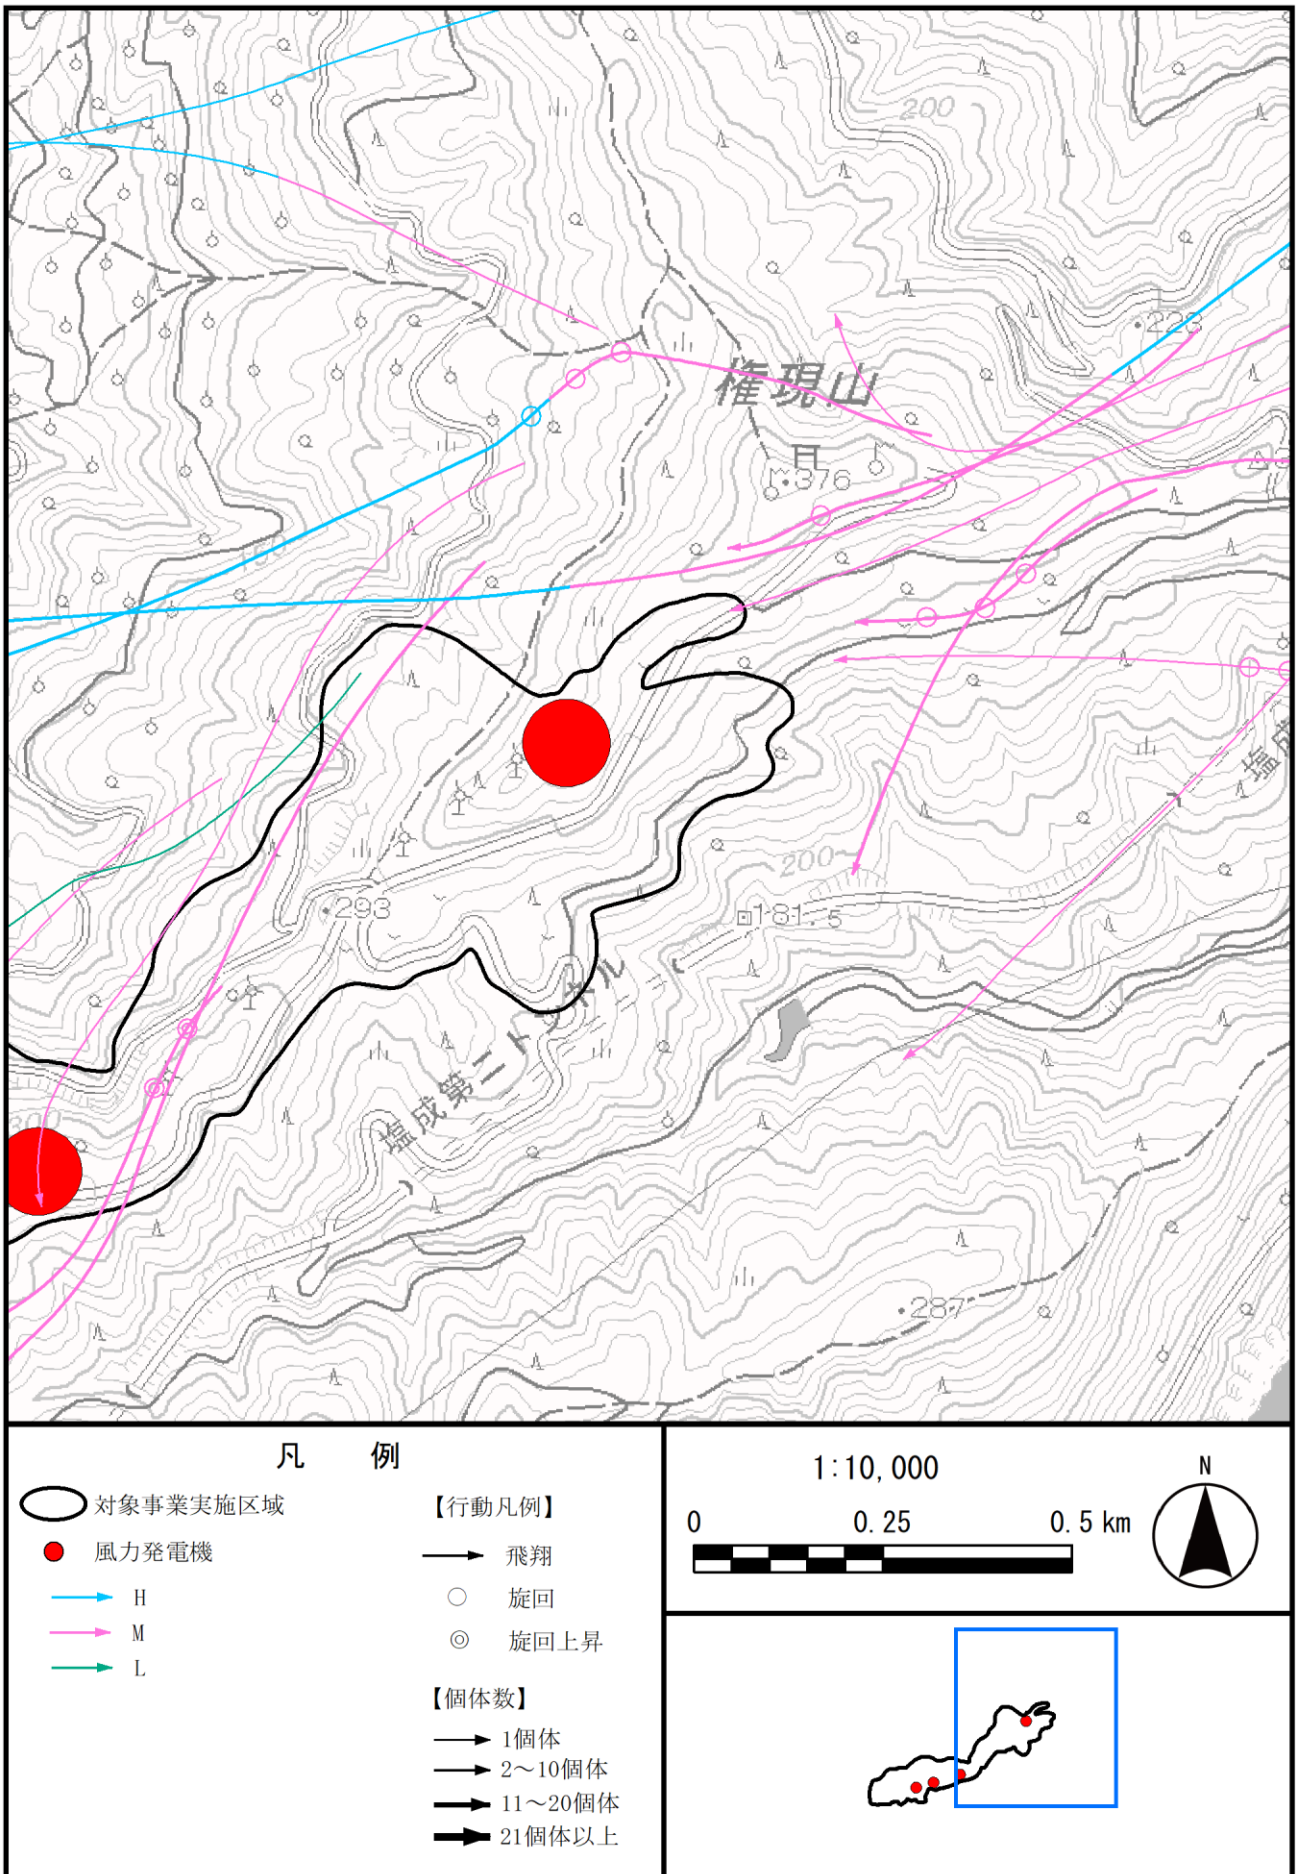 200
・223
権現山
・376
200
・293
181.5
塩成第二トンネル
300
・287
塩成
凡 例
対象事業実施区域
風力発電機
H
M
L
【行動凡例】
飛翔
旋回
旋回上昇
【個体数】
1個体
2～10個体
11～20個体
21個体以上
1:10,000
0 0.25 0.5 km
N